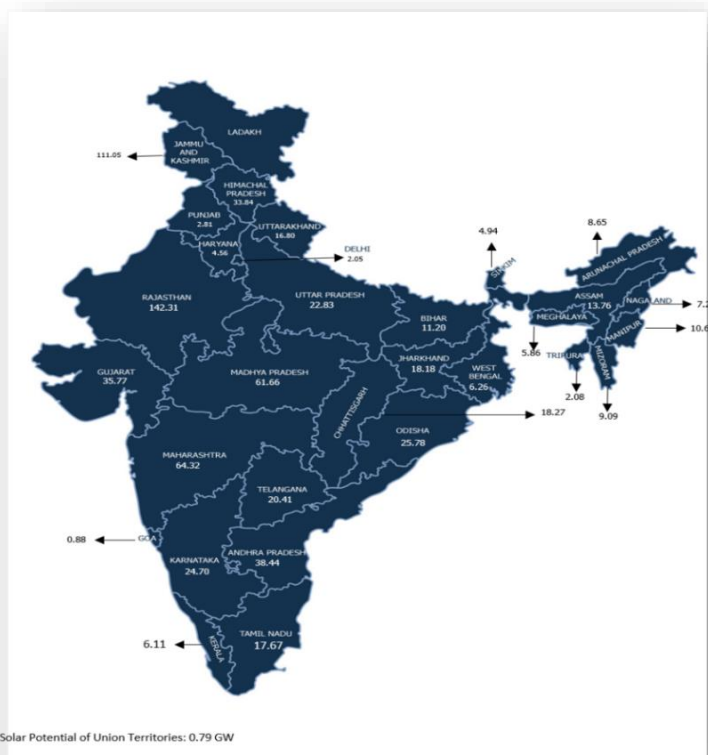 LADAKH
JAMMU
AND
KASHMIR
111.05
HIMACHAL
PRADESH
33.84
PUNJAB
2.81
UTTARAKHAND
16.80
HARYANA
4.56
DELHI
2.05
4.94
SIKKIM
8.65
ARUNACHAL PRADESH
RAJASTHAN
142.31
UTTAR PRADESH
22.83
BIHAR
11.20
ASSAM
13.76
NAGALAND
7.2
MEGHALAYA
5.86
MANIPUR
10.6
TRIPURA
2.08
MIZORAM
9.09
GUJARAT
35.77
MADHYA PRADESH
61.66
JHARKHAND
18.18
WEST
BENGAL
6.26
CHHATTISGARH
18.27
ODISHA
25.78
MAHARASHTRA
64.32
TELANGANA
20.41
0.88
GOA
KARNATAKA
24.70
ANDHRA PRADESH
38.44
6.11
KERALA
TAMIL NADU
17.67
Solar Potential of Union Territories: 0.79 GW